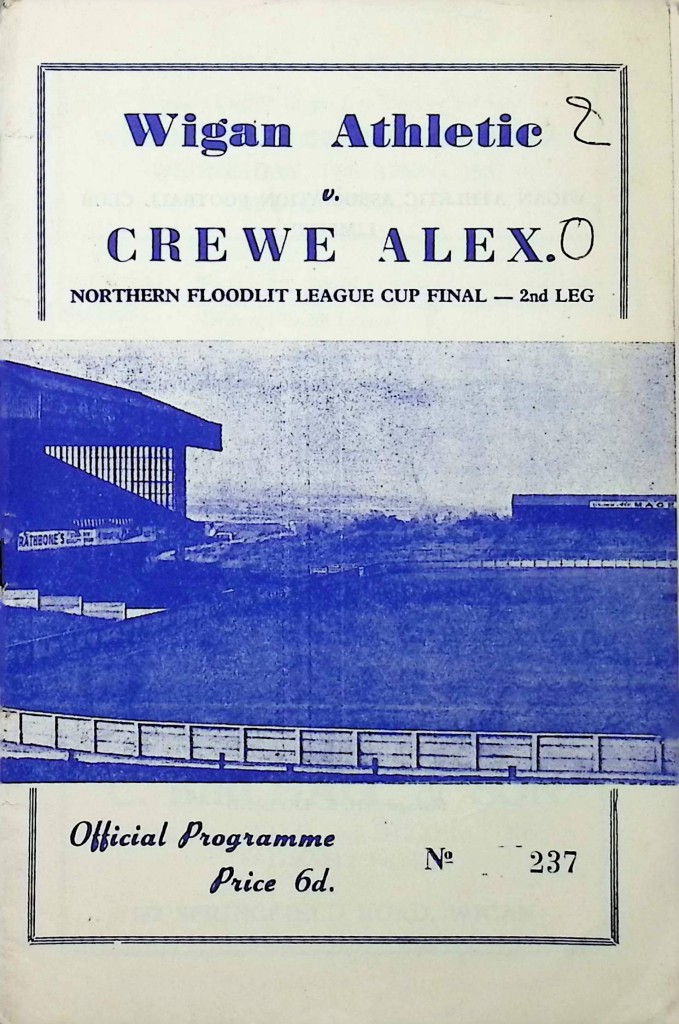 Wigan Athletic 2
v.
CREWE ALEX. 0
NORTHERN FLOODLIT LEAGUE CUP FINAL — 2nd LEG
RATHBONE'S
Official Programme
Price 6d.
Nº 237